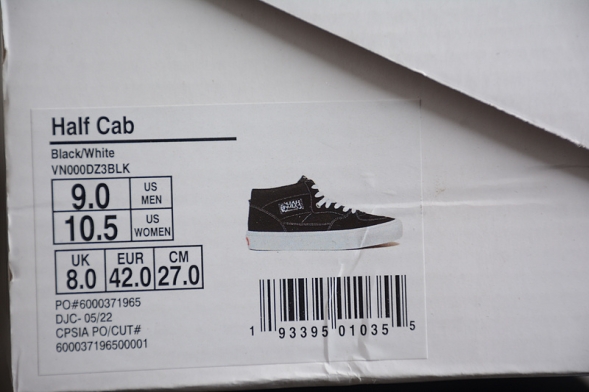 Half Cab
Black/White
VN000DZ3BLK
9.0 US MEN
10.5 US WOMEN
UK EUR CM
8.0 42.0 27.0
PO#6000371965
DJC- 05/22
CPSIA PO/CUT#
600037196500001
1 93395 01035 5